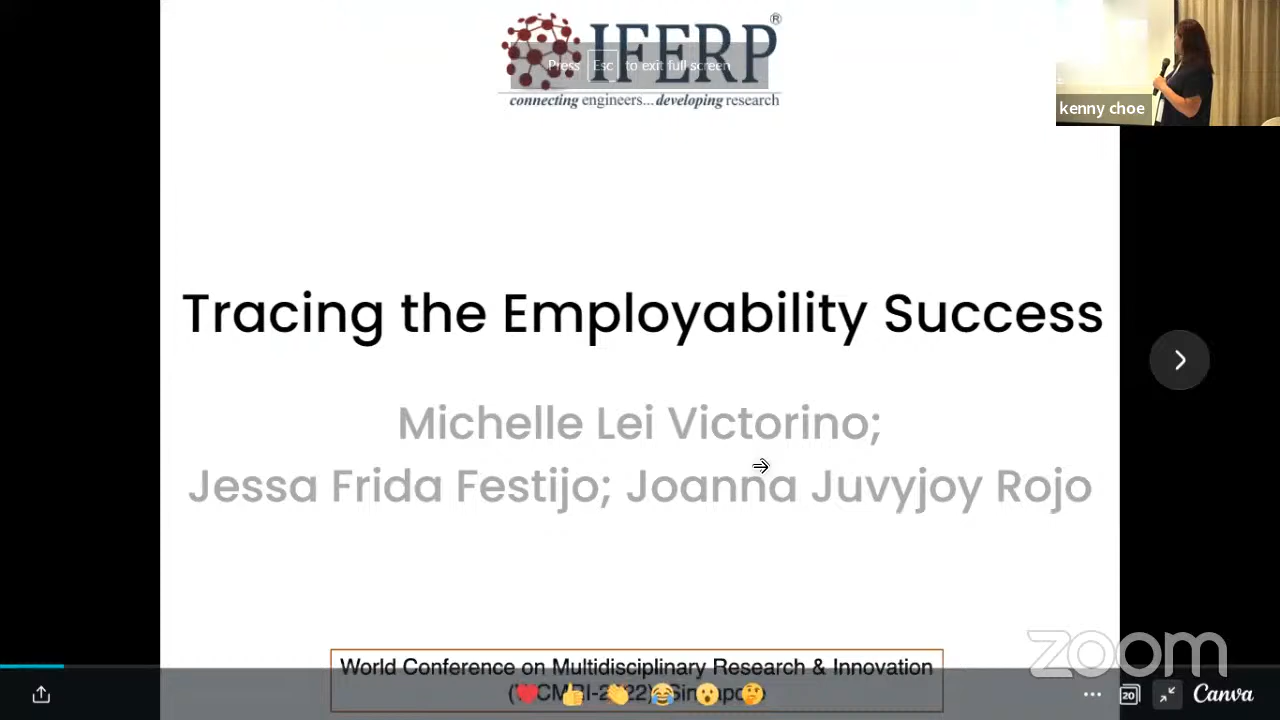 IFERP®
Press Esc to exit full screen
connecting engineers... developing research
kenny choe
Tracing the Employability Success
Michelle Lei Victorino;
Jessa Frida Festijo; Joanna Juvyjoy Rojo
zoom
World Conference on Multidisciplinary Research & Innovation
20
Canva